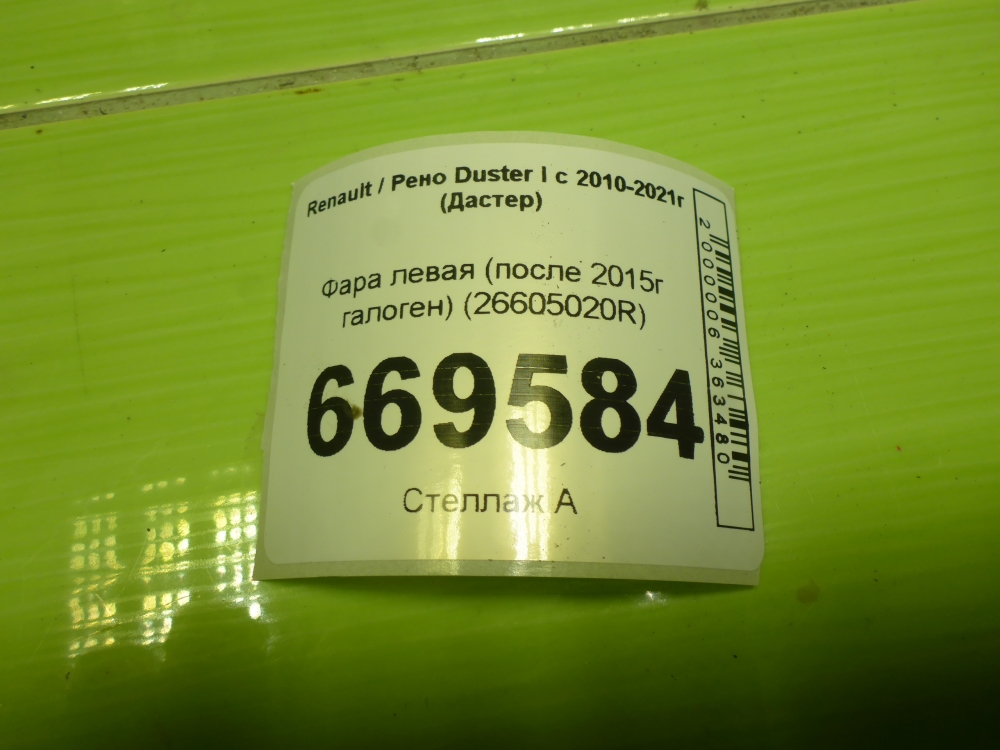 Renault / Рено Duster I с 2010-2021г
(Дастер)
Фара левая (после 2015г
галоген) (26605020R)
669584
Стеллаж А
2000006363480